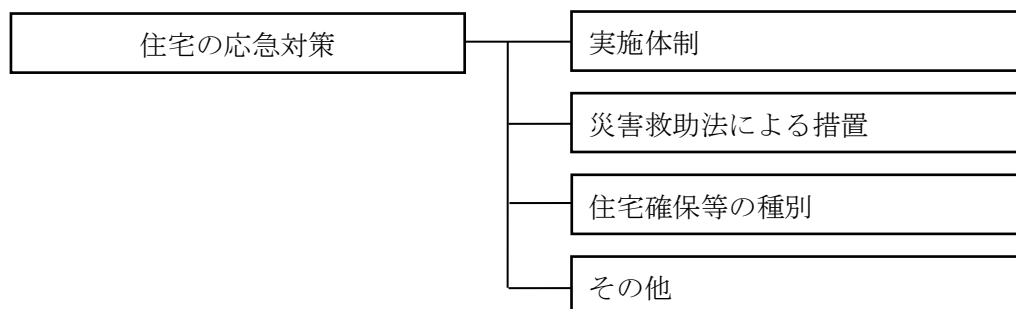 住宅の応急対策
実施体制
災害救助法による措置
住宅確保等の種別
その他